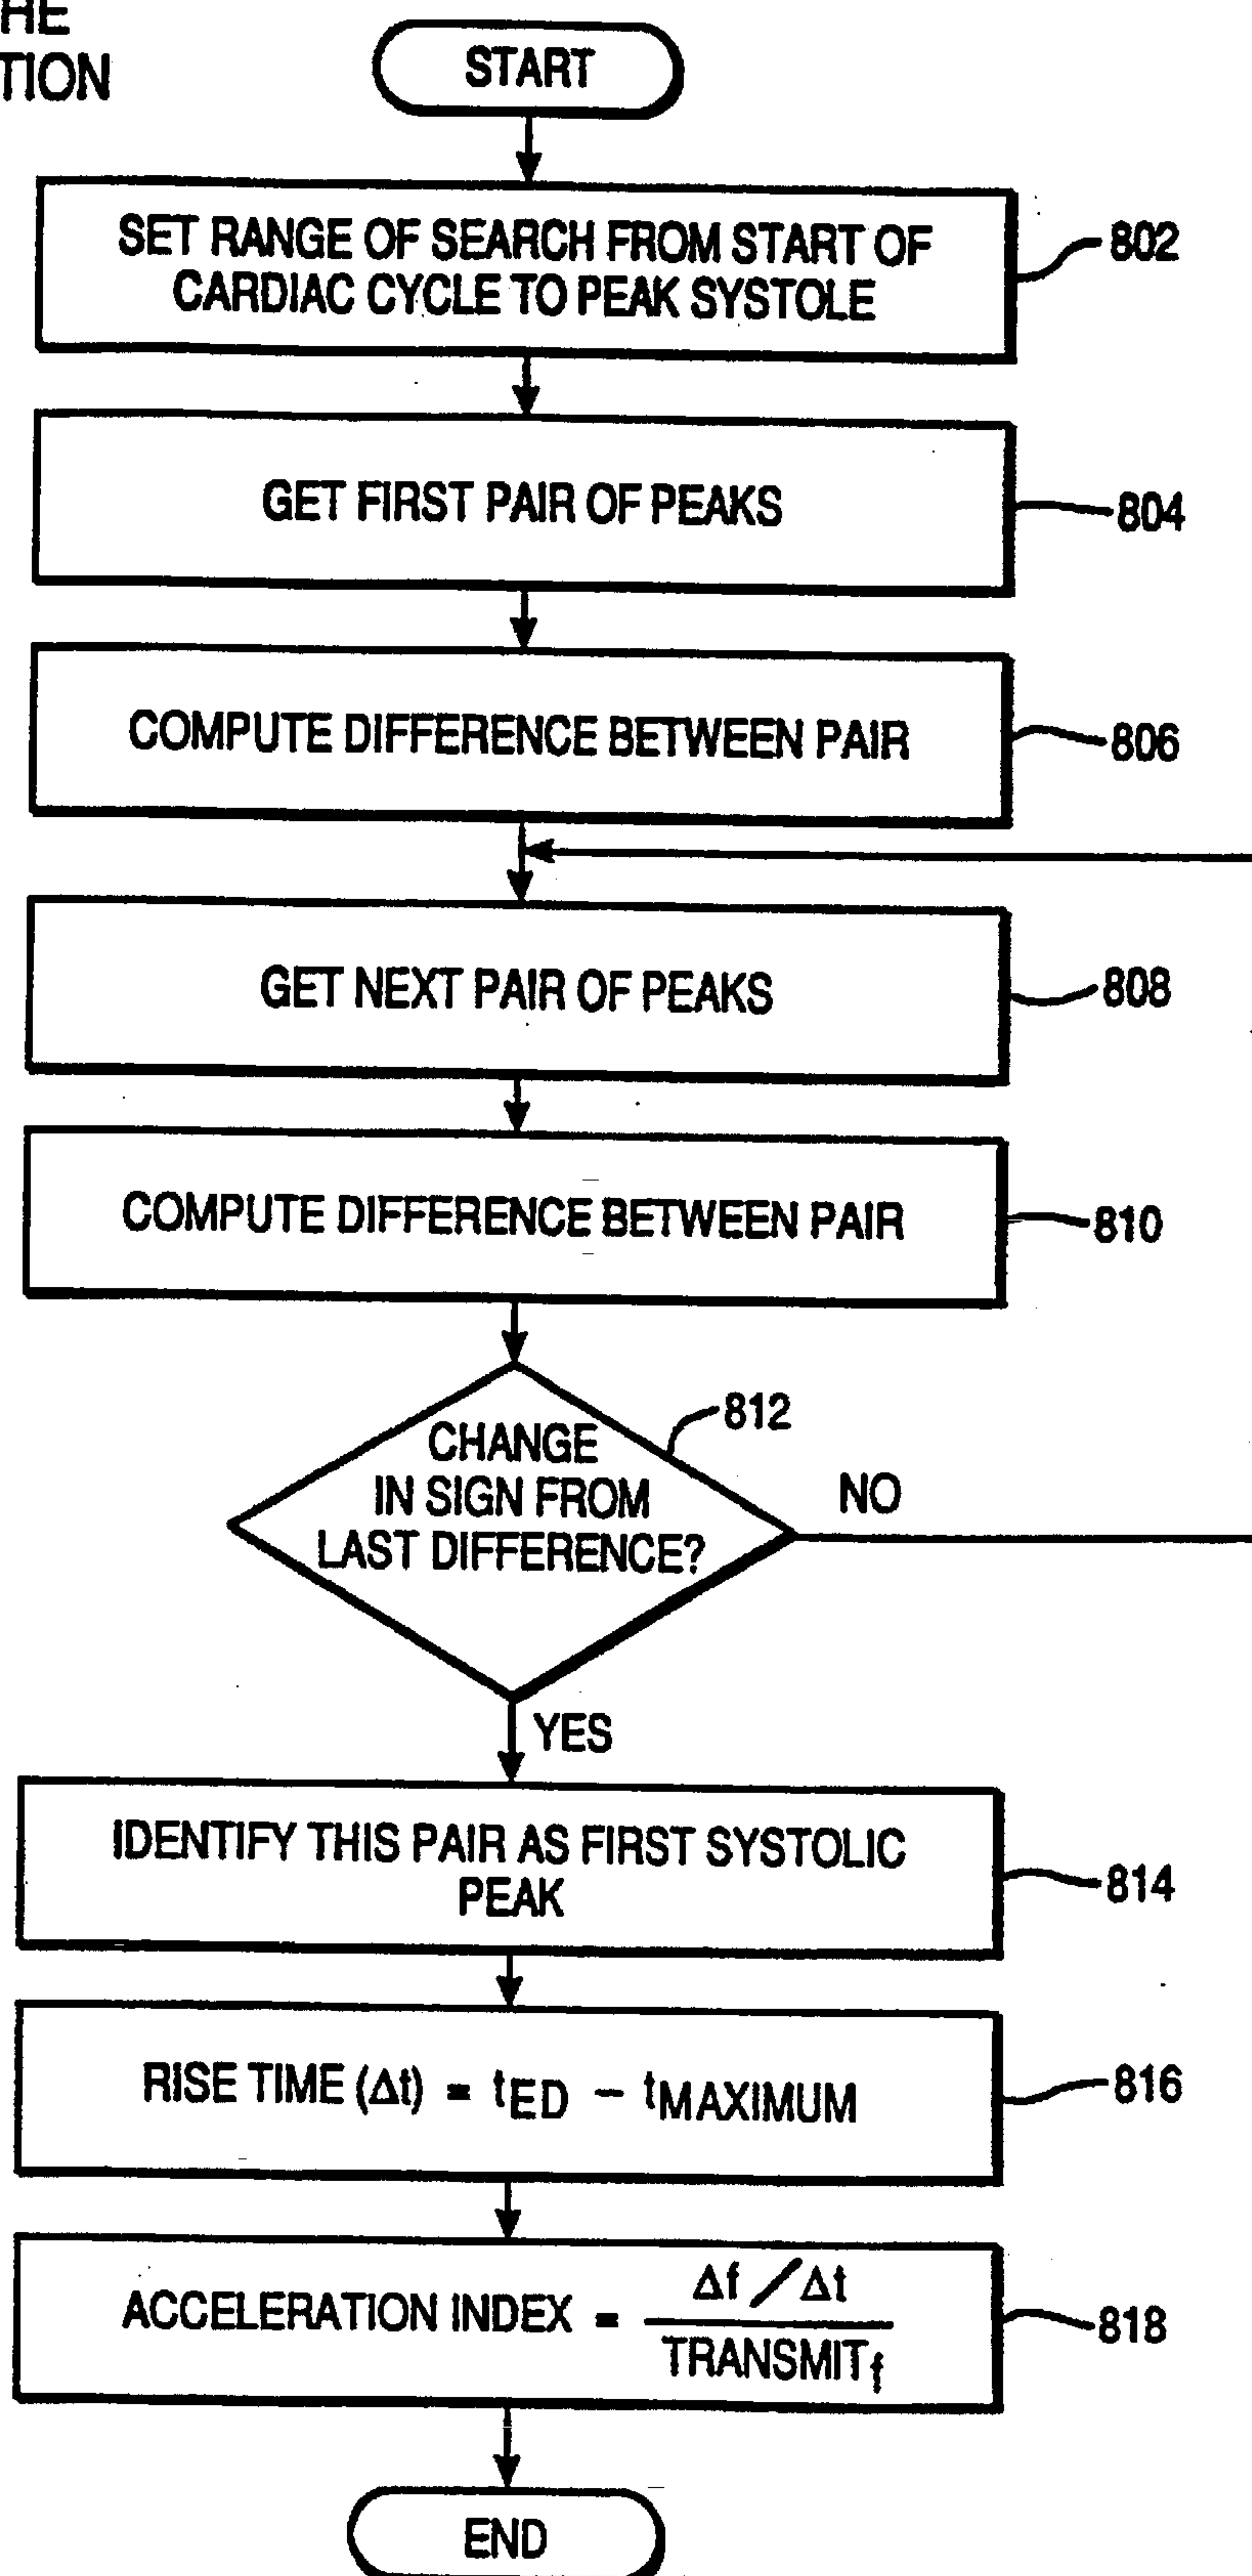 HE
TION
START
SET RANGE OF SEARCH FROM START OF
CARDIAC CYCLE TO PEAK SYSTOLE
802
GET FIRST PAIR OF PEAKS
804
COMPUTE DIFFERENCE BETWEEN PAIR
806
GET NEXT PAIR OF PEAKS
808
COMPUTE DIFFERENCE BETWEEN PAIR
810
812
CHANGE
IN SIGN FROM
LAST DIFFERENCE?
NO
YES
IDENTIFY THIS PAIR AS FIRST SYSTOLIC
PEAK
814
RISE TIME (Δt) = tED − tMAXIMUM
816
ACCELERATION INDEX = Δf / Δt
TRANSMITf
818
END